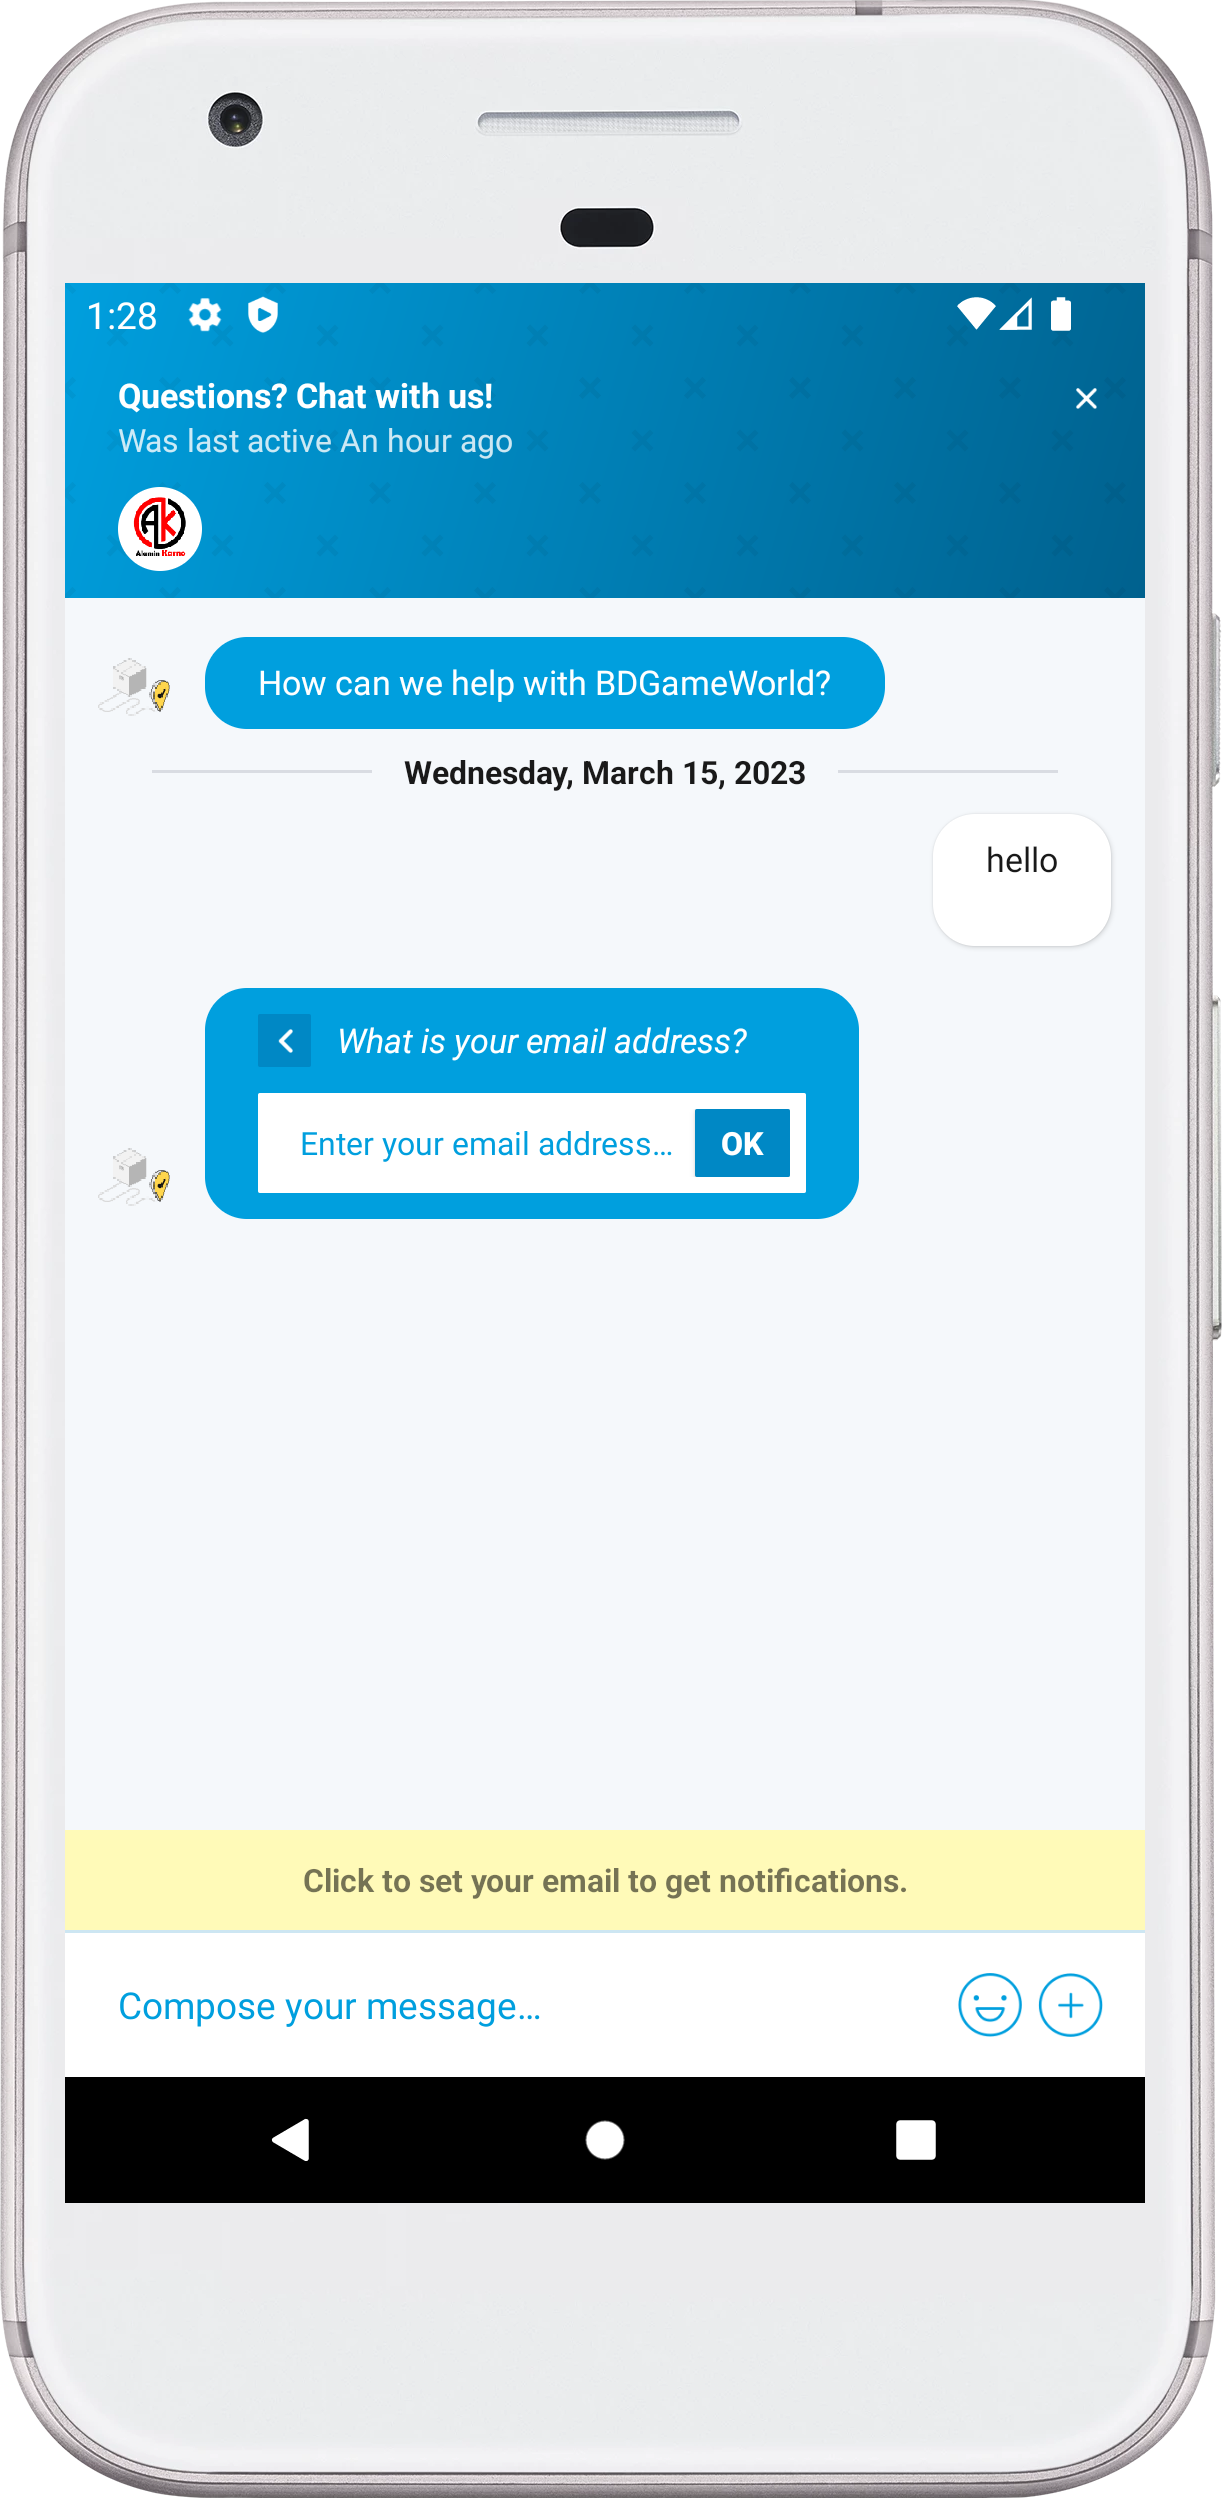 1:28
Questions? Chat with us!
Was last active An hour ago
AK
Alamin Karno
How can we help with BDGameWorld?
Wednesday, March 15, 2023
hello
What is your email address?
Enter your email address... OK
Click to set your email to get notifications.
Compose your message...